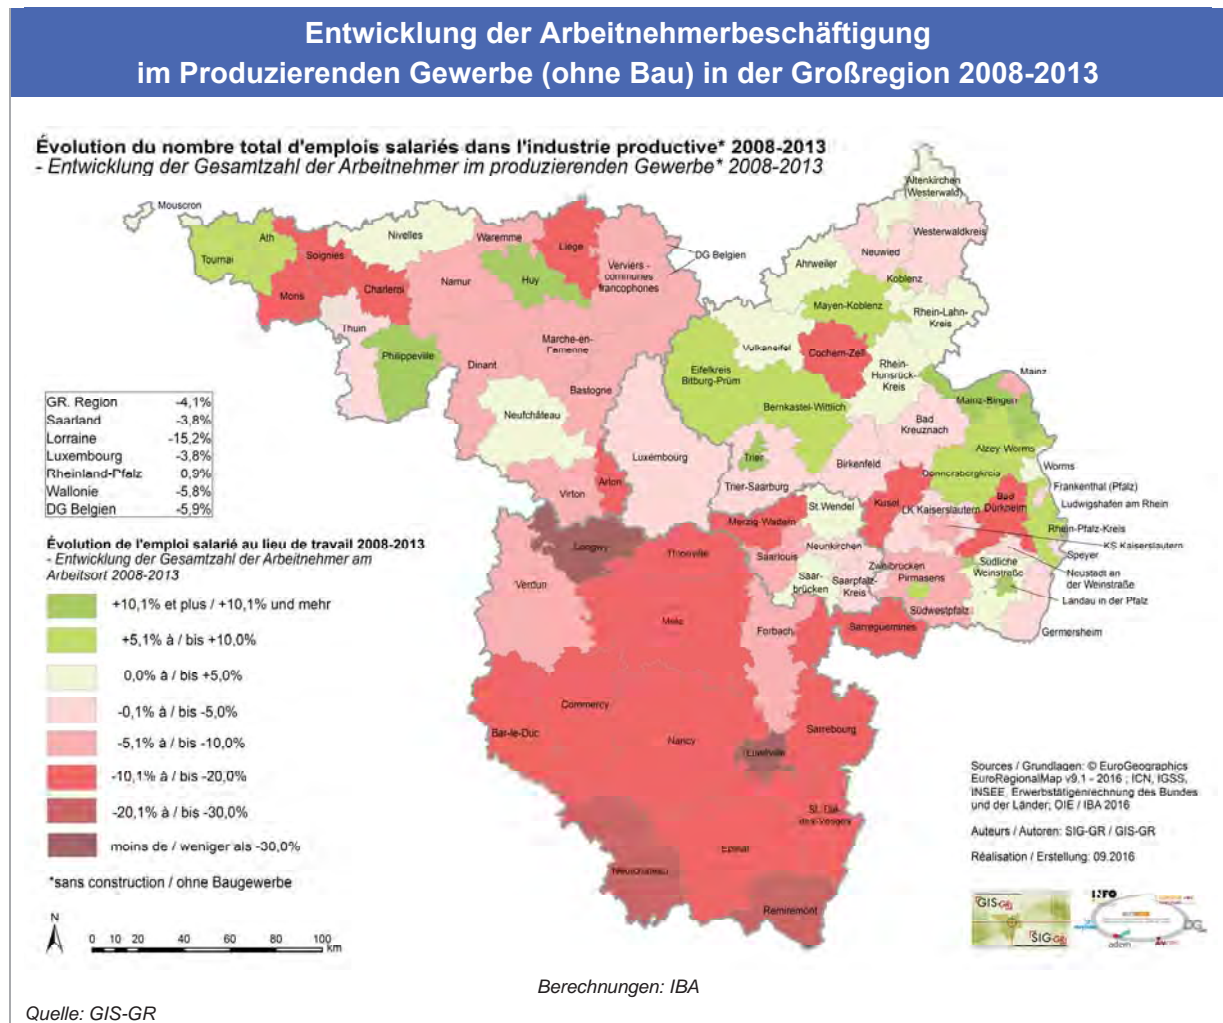 Entwicklung der Arbeitnehmerbeschäftigung
im Produzierenden Gewerbe (ohne Bau) in der Großregion 2008-2013
Évolution du nombre total d'emplois salariés dans l'industrie productive* 2008-2013
- Entwicklung der Gesamtzahl der Arbeitnehmer im produzierenden Gewerbe* 2008-2013
Mouscron
Ath
Tournai
Soignies
Mons
Nivelles
Charleroi
Thuin
Philippeville
Waremme
Namur
Huy
Liège
Verviers -
communes
francophones
DG Belgien
Marche-en-
Famenne
Dinant
Bastogne
Neufchâteau
Virton
Arlon
Luxembourg
Altenkirchen
(Westerwald)
Westerwaldkreis
Neuwied
Ahrweiler
Koblenz
Mayen-Koblenz
Rhein-Lahn-
Kreis
Vulkaneifel
Cochem-Zell
Rhein-
Hunsrück-
Kreis
Eifelkreis
Bitburg-Prüm
Bernkastel-Wittlich
Mainz
Mainz-Bingen
Bad
Kreuznach
Alzey-Worms
Worms
Trier
Trier-Saarburg
Birkenfeld
Donnersbergkreis
Frankenthal (Pfalz)
Ludwigshafen am Rhein
Kusel
LK Kaiserslautern
Bad
Dürkheim
Rhein-Pfalz-Kreis
KS Kaiserslautern
Speyer
Neustadt an
der Weinstraße
Landau in der Pfalz
Südliche
Weinstraße
Germersheim
Merzig-Wadern
St.Wendel
Saarlouis
Neunkirchen
Saar-
brücken
Saarpfalz-
Kreis
Zweibrücken
Pirmasens
Südwestpfalz
Longwy
Thionville
Verdun
Metz
Forbach
Sarreguemines
Commercy
Bar-le-Duc
Nancy
Sarrebourg
Lunéville
St. Dié-
des-Vosges
Epinal
Neufchâteau
Remiremont
GR. Region -4,1%
Saarland -3,8%
Lorraine -15,2%
Luxembourg -3,8%
Rheinland-Pfalz 0,9%
Wallonie -5,8%
DG Belgien -5,9%
Évolution de l'emploi salarié au lieu de travail 2008-2013
- Entwicklung der Gesamtzahl der Arbeitnehmer am
Arbeitsort 2008-2013
+10,1% et plus / +10,1% und mehr
+5,1% à / bis +10,0%
0,0% à / bis +5,0%
-0,1% à / bis -5,0%
-5,1% à / bis -10,0%
-10,1% à / bis -20,0%
-20,1% à / bis -30,0%
moins de / weniger als -30,0%
*sans construction / ohne Baugewerbe
N
0 10 20 40 60 80 100
km
Sources / Grundlagen: © EuroGeographics
EuroRegionalMap v9.1 - 2016 ; ICN, IGSS,
INSEE, Erwerbstätigenrechnung des Bundes
und der Länder; OIE / IBA 2016
Auteurs / Autoren: SIG-GR / GIS-GR
Réalisation / Erstellung: 09.2016
GIS-GR
SIG-GR
INFO
adem
DG
Berechnungen: IBA
Quelle: GIS-GR